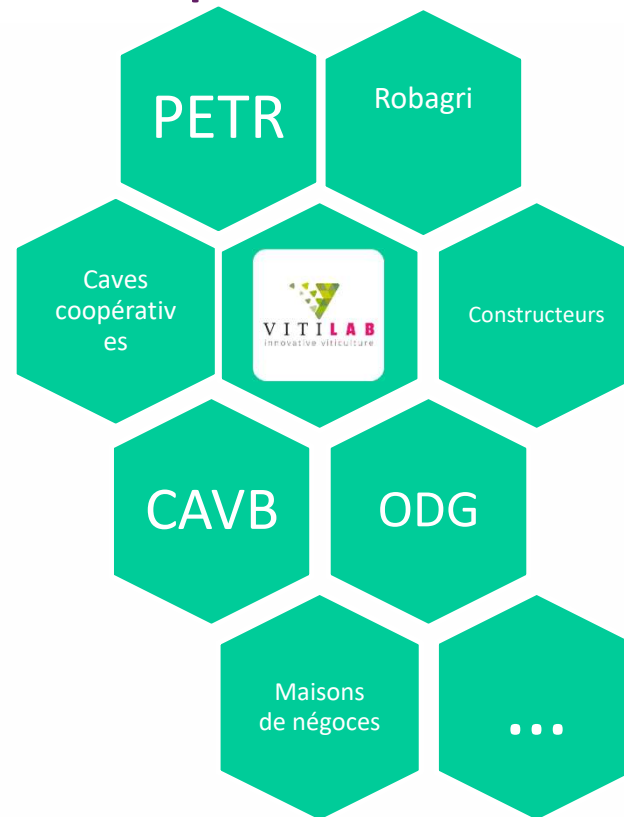 PETR
Robagri
Caves
coopérativ
es
VITILAB
innovative viticulture
Constructeurs
CAVB
ODG
Maisons
de négoces
...